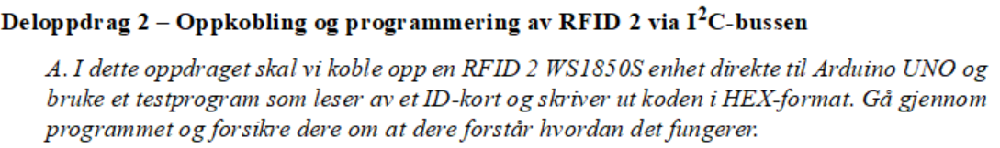 Deloppdrag 2 – Oppkobling og programmering av RFID 2 via I²C-bussen
A. I dette oppdraget skal vi koble opp en RFID 2 WS1850S enhet direkte til Arduino UNO og
bruke et testprogram som leser av et ID-kort og skriver ut koden i HEX-format. Gå gjennom
programmet og forsikre dere om at dere forstår hvordan det fungerer.